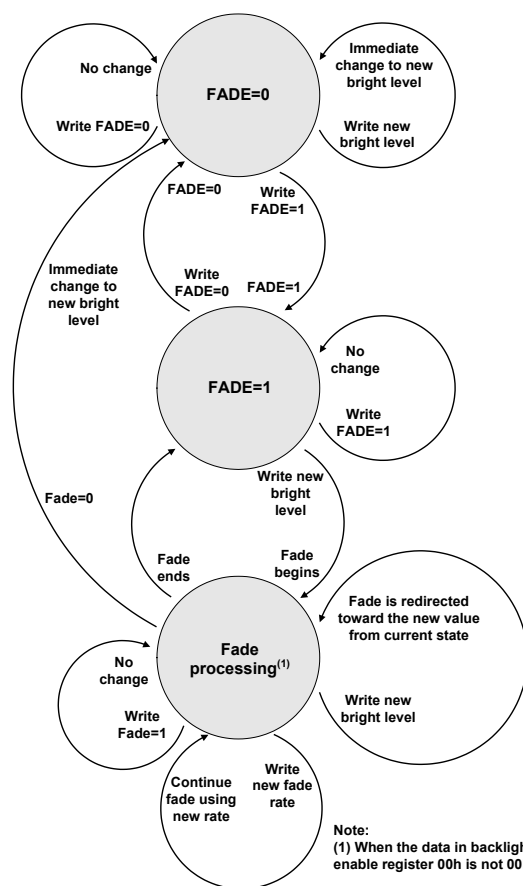 No change
Write FADE=0
FADE=0
Immediate
change to new
bright level
Write new
bright level
FADE=0
Write
FADE=1
Write
FADE=0
FADE=1
Immediate
change to
new bright
level
FADE=1
No
change
Write
FADE=1
Fade=0
Write new
bright
level
Fade
ends
Fade
begins
Fade is redirected
toward the new value
from current state
Fade
processing(1)
No
change
Write
Fade=1
Write new
bright level
Continue
fade using
new rate
Write
new fade
rate
Note:
(1) When the data in backligh
enable register 00h is not 00